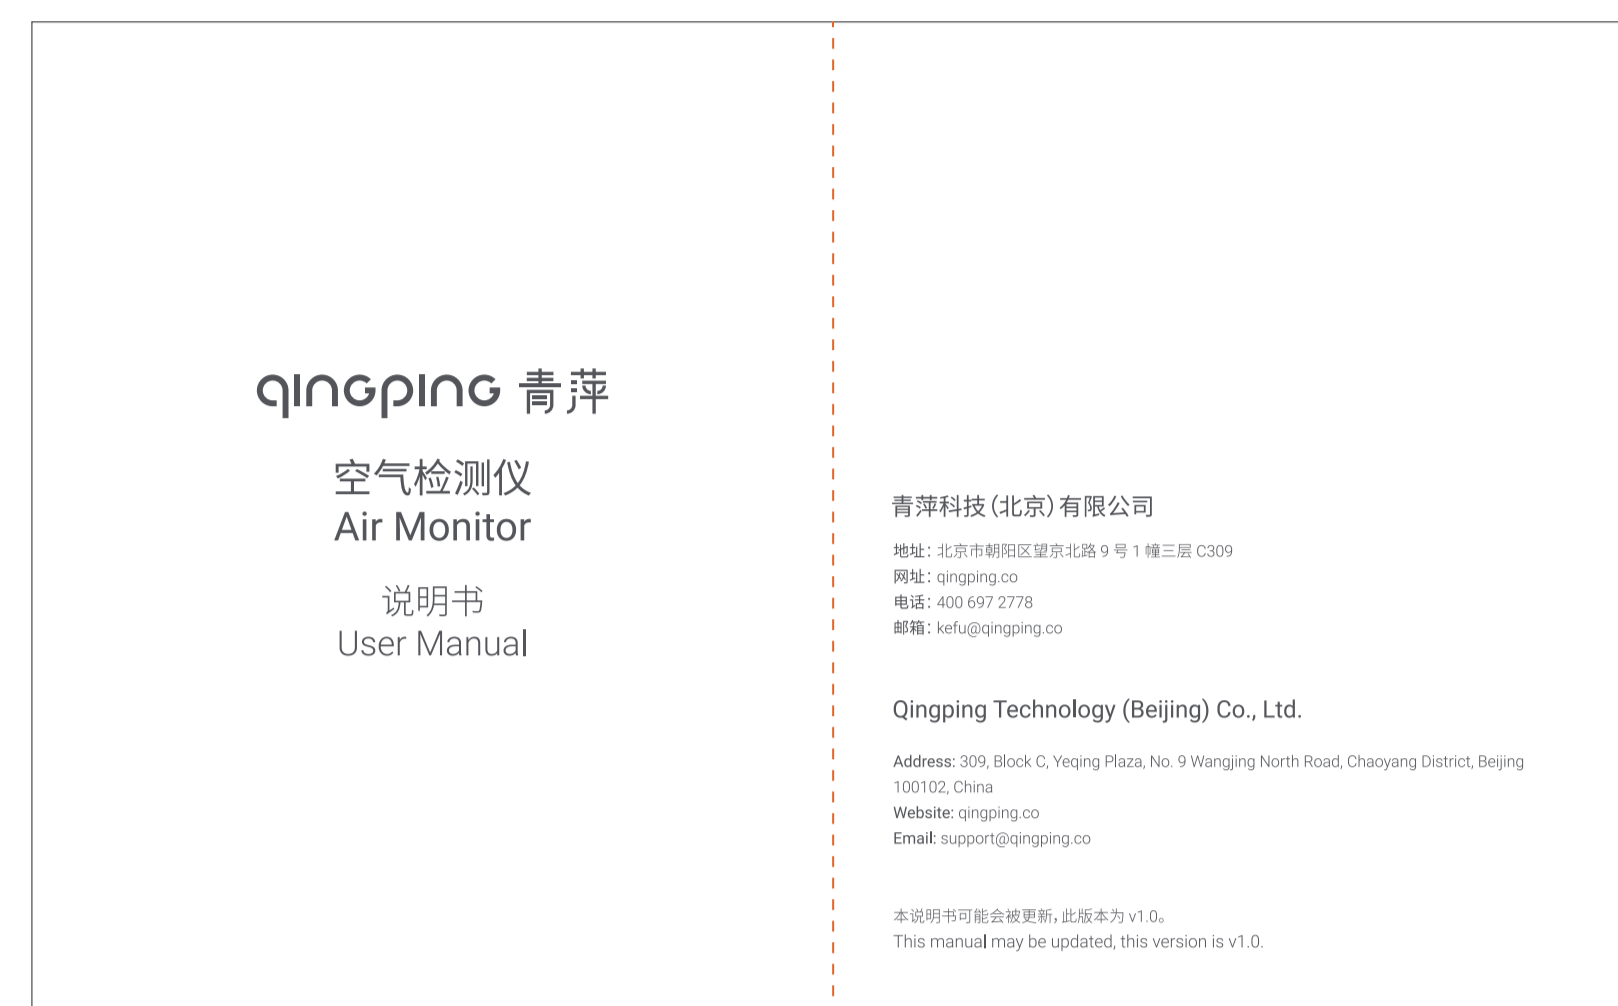 qingping 青萍
空气检测仪
Air Monitor
说明书
User Manual
青萍科技(北京)有限公司
地址: 北京市朝阳区望京北路 9 号 1 幢三层 C309
网址: qingping.co
电话: 400 697 2778
邮箱: kefu@qingping.co
Qingping Technology (Beijing) Co., Ltd.
Address: 309, Block C, Yeqing Plaza, No. 9 Wangjing North Road, Chaoyang District, Beijing
100102, China
Website: qingping.co
Email: support@qingping.co
本说明书可能会被更新,此版本为 v1.0。
This manual may be updated, this version is v1.0.